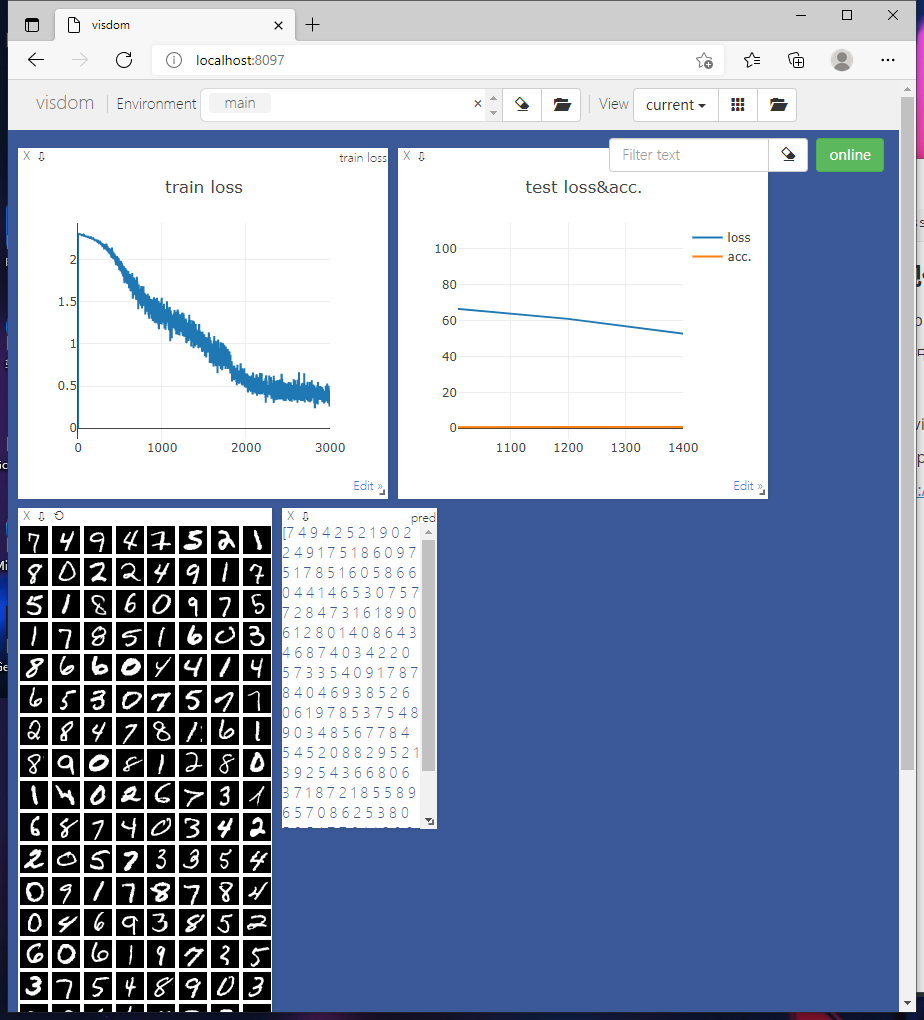 visdom
localhost:8097
visdom Environment main × View current
Filter text online
X train loss
train loss
2
1.5
1
0.5
0
0 1000 2000 3000
Edit »
X
test loss&acc.
loss
acc.
100
80
60
40
20
0
1100 1200 1300 1400
Edit »
X
7 4 9 4 7 5 2 1
8 0 2 2 4 9 1 7
5 1 8 6 0 9 7 5
1 7 8 5 1 6 0 3
8 6 6 0 4 4 1 4
6 5 3 0 7 5 7 7
2 8 4 7 8 1 6 1
8 9 0 8 1 2 8 0
1 4 0 2 6 7 3 1
6 8 7 4 0 3 4 2
2 0 5 7 3 3 5 4
0 9 1 7 8 7 8 4
0 4 6 9 3 8 5 2
6 0 6 1 9 7 3 5
3 7 5 4 8 9 0 3
X pred
[7 4 9 4 2 5 2 1 9 0 2
2 4 9 1 7 5 1 8 6 0 9 7
5 1 7 8 5 1 6 0 5 8 6 6
0 4 4 1 4 6 5 3 0 7 5 7
7 2 8 4 7 3 1 6 1 8 9 0
6 1 2 8 0 1 4 0 8 6 4 3
4 6 8 7 4 0 3 4 2 2 0
5 7 3 3 5 4 0 9 1 7 8 7
8 4 0 4 6 9 3 8 5 2 6
0 6 1 9 7 8 5 3 7 5 4 8
9 0 3 4 8 5 6 7 7 8 4
5 4 5 2 0 8 8 2 9 5 2 1
3 9 2 5 4 3 6 6 8 0 6
3 7 1 8 7 2 1 8 5 5 8 9
6 5 7 0 8 6 2 5 3 8 0